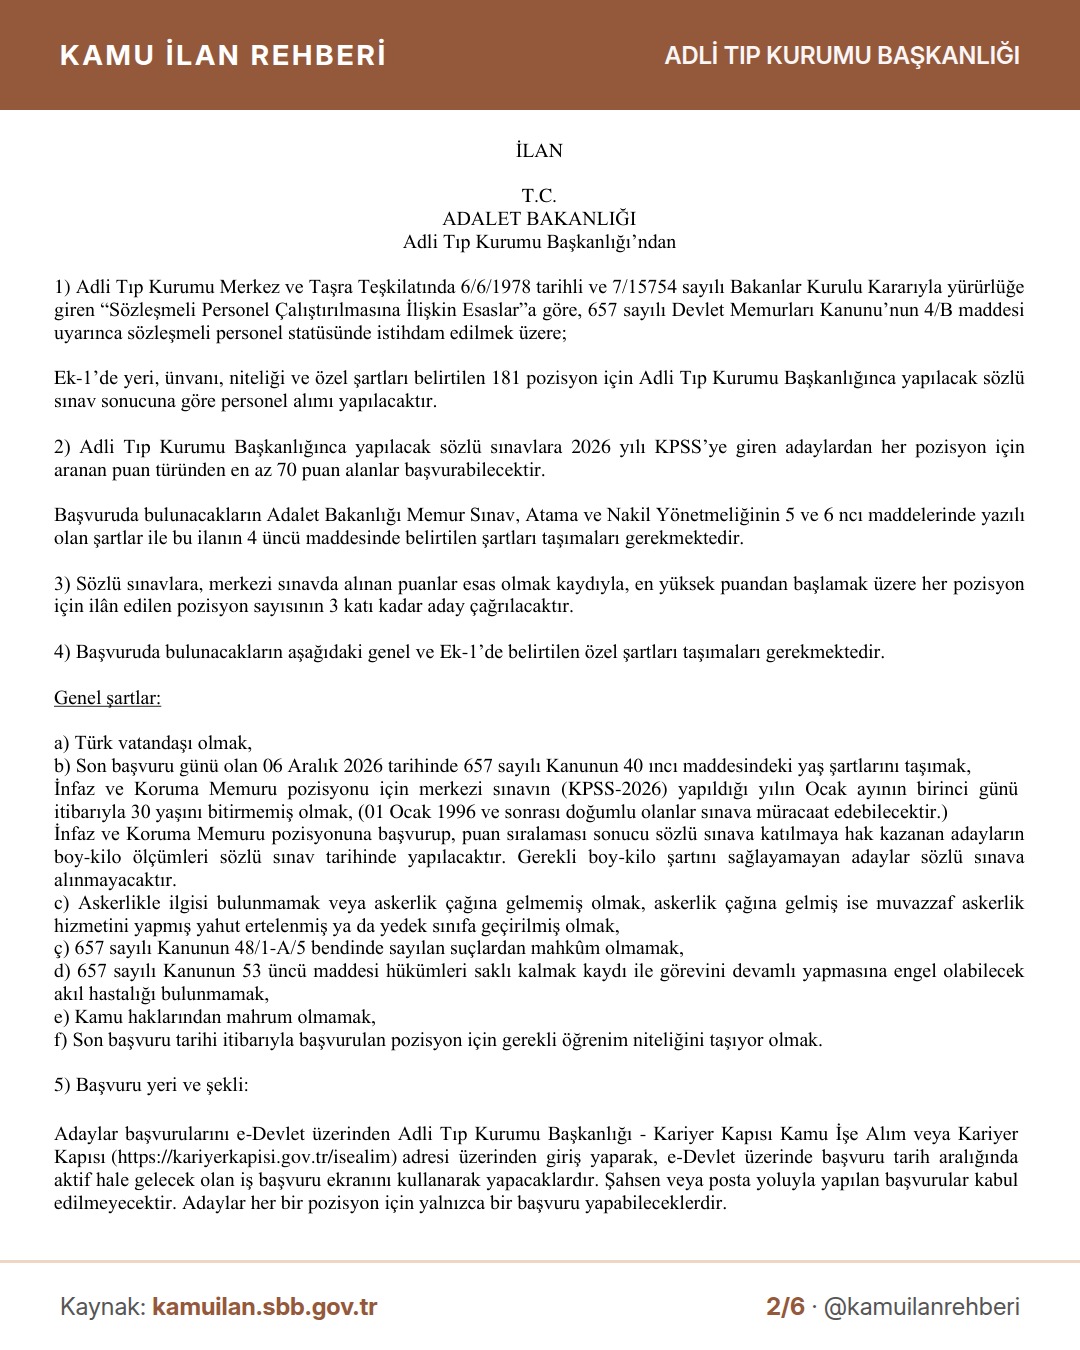 KAMU İLAN REHBERİ
ADLİ TIP KURUMU BAŞKANLIĞI
İLAN
T.C.
ADALET BAKANLIĞI
Adli Tıp Kurumu Başkanlığı’ndan
1) Adli Tıp Kurumu Merkez ve Taşra Teşkilatında 6/6/1978 tarihli ve 7/15754 sayılı Bakanlar Kurulu Kararıyla yürürlüğe
giren “Sözleşmeli Personel Çalıştırılmasına İlişkin Esaslar”a göre, 657 sayılı Devlet Memurları Kanunu’nun 4/B maddesi
uyarınca sözleşmeli personel statüsünde istihdam edilmek üzere;
Ek-1’de yeri, ünvanı, niteliği ve özel şartları belirtilen 181 pozisyon için Adli Tıp Kurumu Başkanlığınca yapılacak sözlü
sınav sonucuna göre personel alımı yapılacaktır.
2) Adli Tıp Kurumu Başkanlığınca yapılacak sözlü sınavlara 2026 yılı KPSS’ye giren adaylardan her pozisyon için
aranan puan türünden en az 70 puan alanlar başvurabilecektir.
Başvuruda bulunacakların Adalet Bakanlığı Memur Sınav, Atama ve Nakil Yönetmeliğinin 5 ve 6 ncı maddelerinde yazılı
olan şartlar ile bu ilanın 4 üncü maddesinde belirtilen şartları taşımaları gerekmektedir.
3) Sözlü sınavlara, merkezi sınavda alınan puanlar esas olmak kaydıyla, en yüksek puandan başlamak üzere her pozisyon
için ilân edilen pozisyon sayısının 3 katı kadar aday çağrılacaktır.
4) Başvuruda bulunacakların aşağıdaki genel ve Ek-1’de belirtilen özel şartları taşımaları gerekmektedir.
Genel şartlar:
a) Türk vatandaşı olmak,
b) Son başvuru günü olan 06 Aralık 2026 tarihinde 657 sayılı Kanunun 40 ıncı maddesindeki yaş şartlarını taşımak,
İnfaz ve Koruma Memuru pozisyonu için merkezi sınavın (KPSS-2026) yapıldığı yılın Ocak ayının birinci günü
itibarıyla 30 yaşını bitirmemiş olmak, (01 Ocak 1996 ve sonrası doğumlu olanlar sınava müracaat edebilecektir.)
İnfaz ve Koruma Memuru pozisyonuna başvurup, puan sıralaması sonucu sözlü sınava katılmaya hak kazanan adayların
boy-kilo ölçümleri sözlü sınav tarihinde yapılacaktır. Gerekli boy-kilo şartını sağlayamayan adaylar sözlü sınava
alınmayacaktır.
c) Askerlikle ilgisi bulunmamak veya askerlik çağına gelmemiş olmak, askerlik çağına gelmiş ise muvazzaf askerlik
hizmetini yapmış yahut ertelenmiş ya da yedek sınıfa geçirilmiş olmak,
ç) 657 sayılı Kanunun 48/1-A/5 bendinde sayılan suçlardan mahkûm olmamak,
d) 657 sayılı Kanunun 53 üncü maddesi hükümleri saklı kalmak kaydı ile görevini devamlı yapmasına engel olabilecek
akıl hastalığı bulunmamak,
e) Kamu haklarından mahrum olmamak,
f) Son başvuru tarihi itibarıyla başvurulan pozisyon için gerekli öğrenim niteliğini taşıyor olmak.
5) Başvuru yeri ve şekli:
Adaylar başvurularını e-Devlet üzerinden Adli Tıp Kurumu Başkanlığı - Kariyer Kapısı Kamu İşe Alım veya Kariyer
Kapısı (https://kariyerkapisi.gov.tr/isealim) adresi üzerinden giriş yaparak, e-Devlet üzerinde başvuru tarih aralığında
aktif hale gelecek olan iş başvuru ekranını kullanarak yapacaklardır. Şahsen veya posta yoluyla yapılan başvurular kabul
edilmeyecektir. Adaylar her bir pozisyon için yalnızca bir başvuru yapabileceklerdir.
Kaynak: kamuilan.sbb.gov.tr
2/6 · @kamuilanrehberi